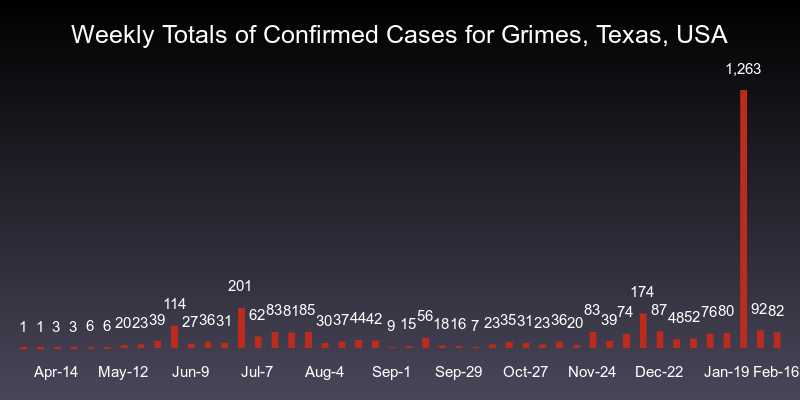 Weekly Totals of Confirmed Cases for Grimes, Texas, USA
1,263
201
174
114
1 1 3 3 6 6 20 23 39 27 36 31 62 83 81 85 30 37 44 42 9 15 56 18 16 7 23 35 31 23 36 20 83 39 74 87 48 52 76 80 92 82
Apr-14 May-12 Jun-9 Jul-7 Aug-4 Sep-1 Sep-29 Oct-27 Nov-24 Dec-22 Jan-19 Feb-16